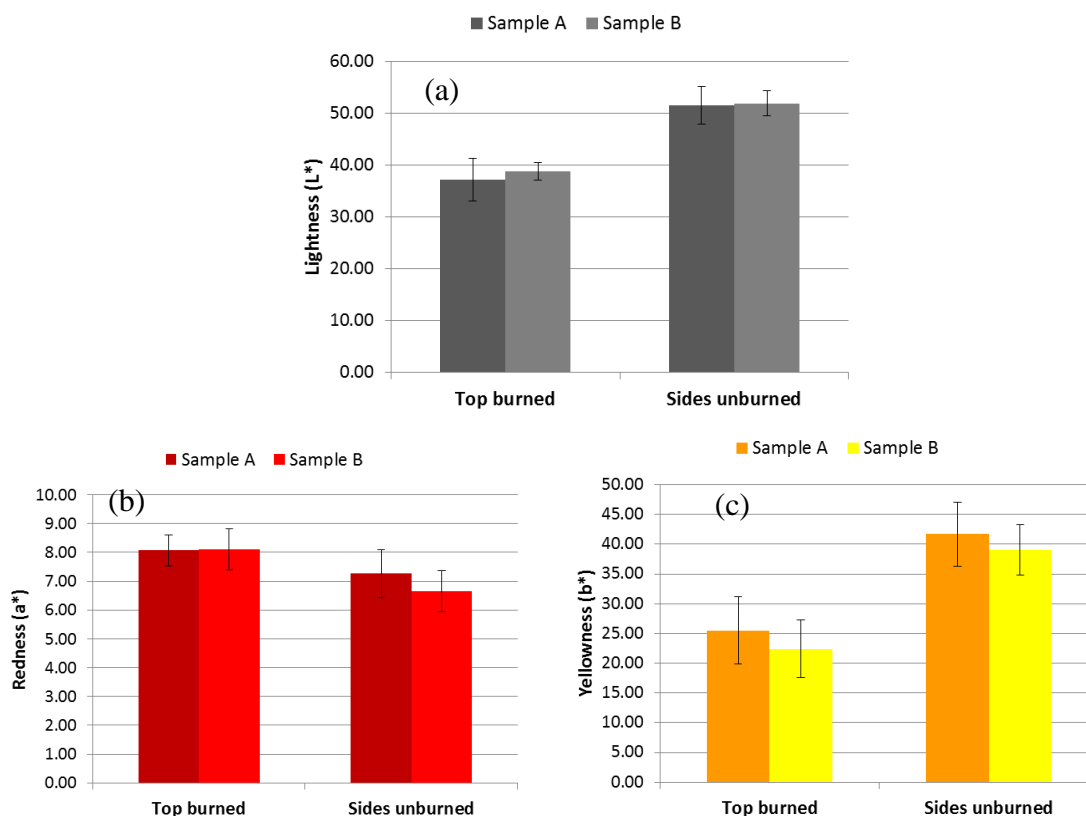 Sample A Sample B
(a)
60.00
50.00
40.00
30.00
20.00
10.00
0.00
Lightness (L*)
Top burned Sides unburned
Sample A Sample B
(b)
10.00
9.00
8.00
7.00
6.00
5.00
4.00
3.00
2.00
1.00
0.00
Redness (a*)
Top burned Sides unburned
Sample A Sample B
(c)
50.00
45.00
40.00
35.00
30.00
25.00
20.00
15.00
10.00
5.00
0.00
Yellowness (b*)
Top burned Sides unburned